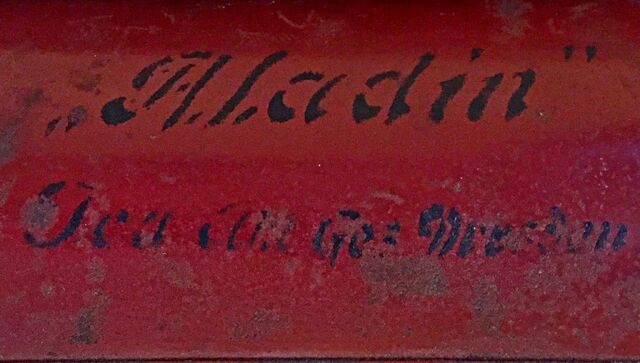 „Aladin”
Ica Akt Ges Dresden